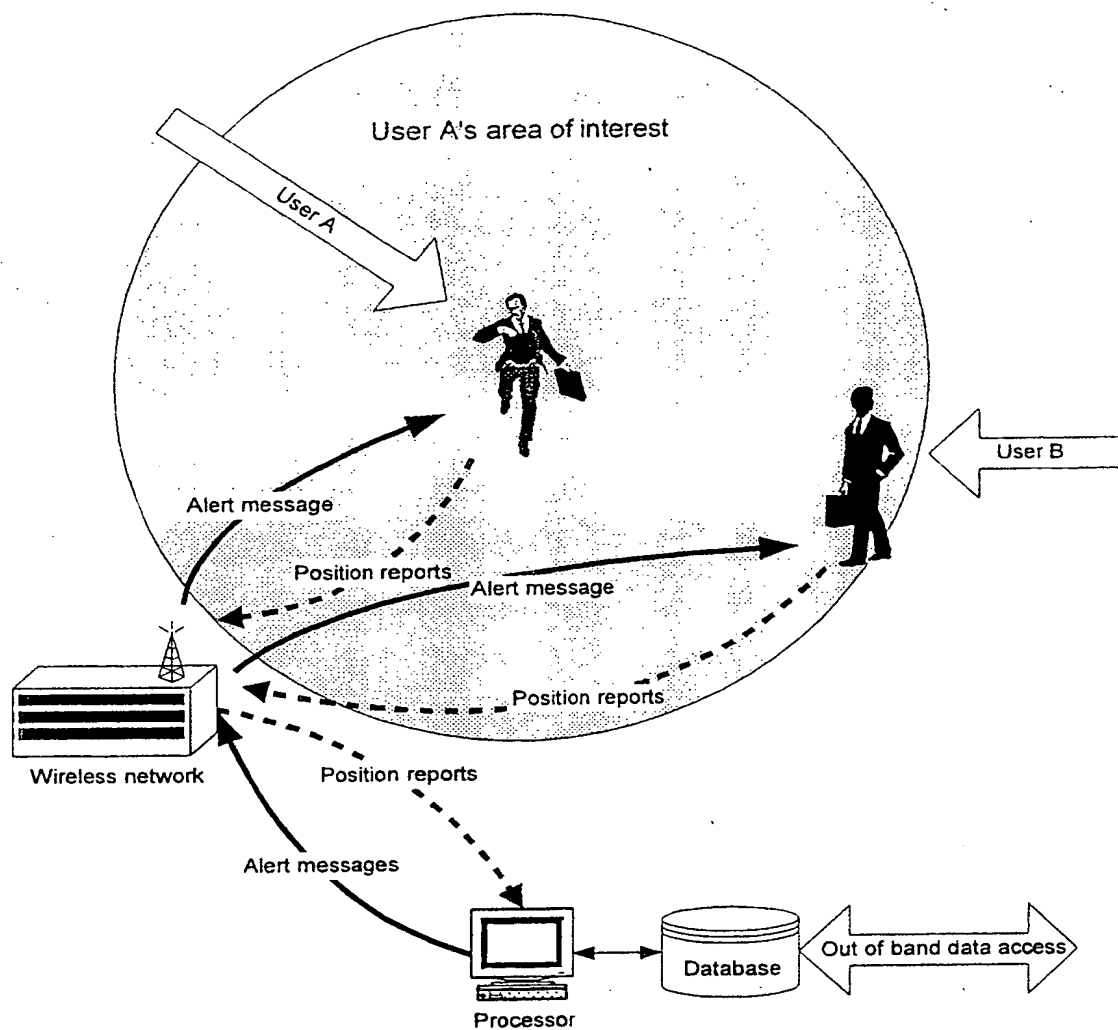 User A's area of interest
User A
User B
Alert message
Position reports
Alert message
Position reports
Wireless network
Position reports
Alert messages
Out of band data access
Database
Processor